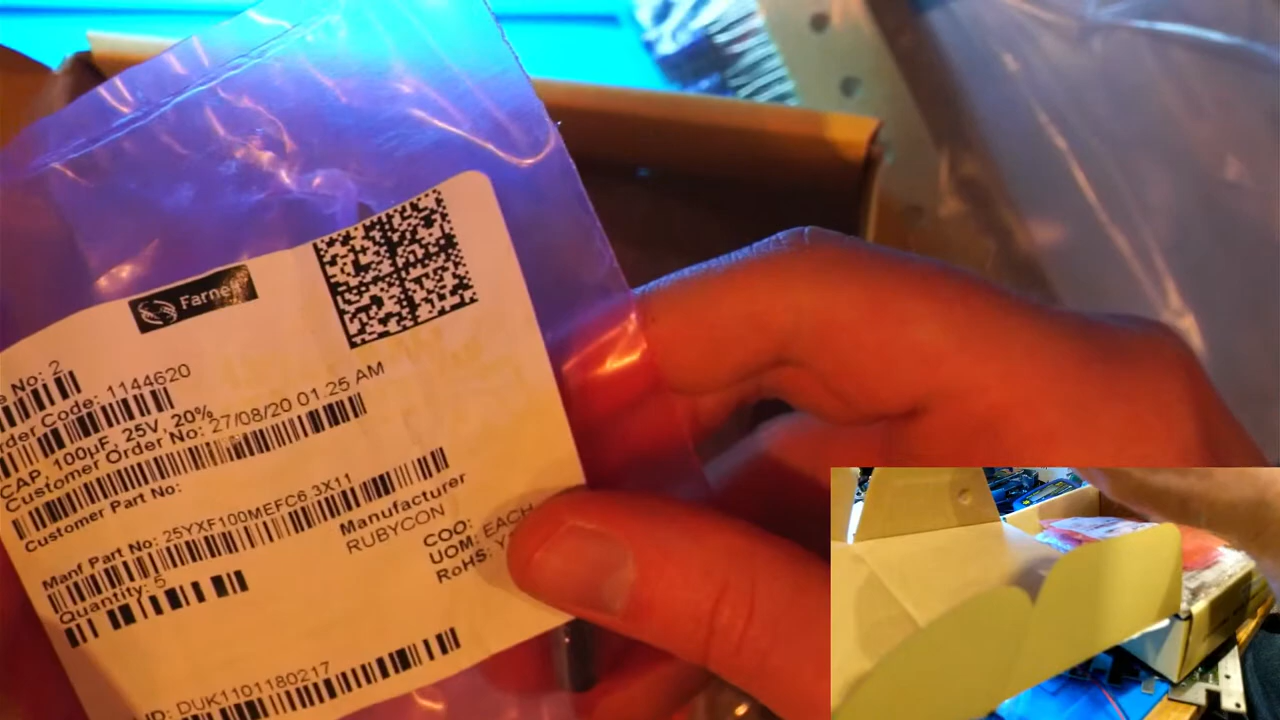 Farnell
e No: 2
rder Code: 1144620
CAP, 100µF, 25V, 20%
Customer Order No: 27/08/20 01.25 AM
Customer Part No:
Manf Part No: 25YXF100MEFC6.3X11
Manufacturer
RUBYCON
Quantity: 5
COO:
UOM: EACH
RoHS: Y
ID: DUK1101180217